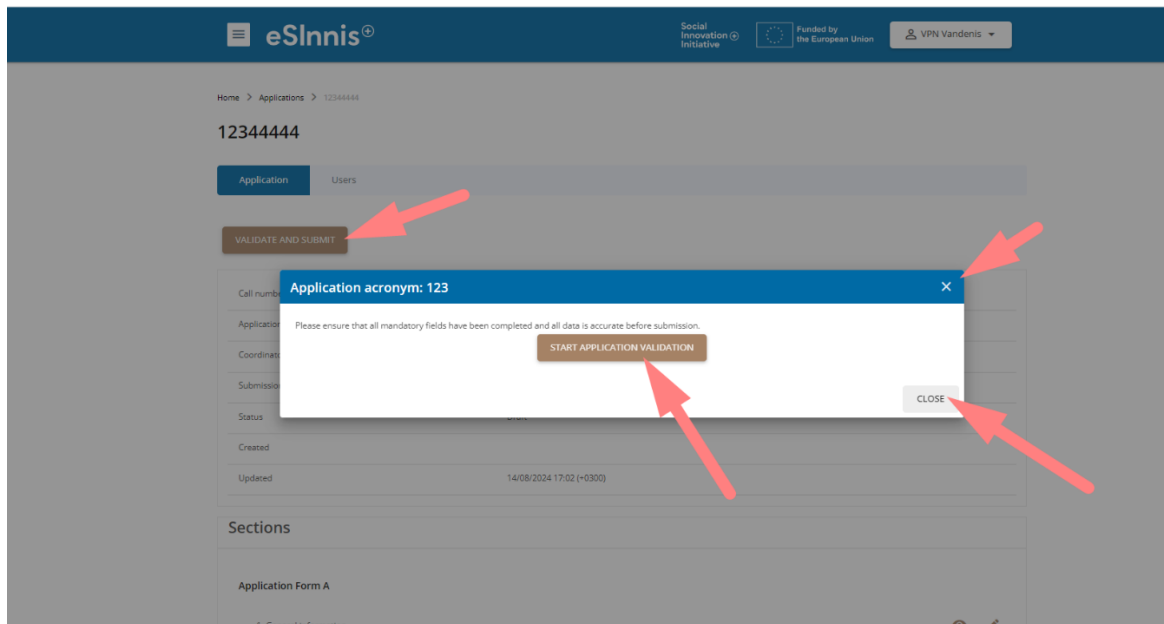 eSInnis⊕
Social
Innovation ⊕
Initiative
Funded by
the European Union
VPN Vandenis
Home > Applications > 12344444
12344444
Application Users
VALIDATE AND SUBMIT
Application acronym: 123
Call
Please ensure that all mandatory fields have been completed and all data is accurate before submission.
START APPLICATION VALIDATION
CLOSE
Status
Created
Updated 14/08/2024 17:02 (+0300)
Sections
Application Form A